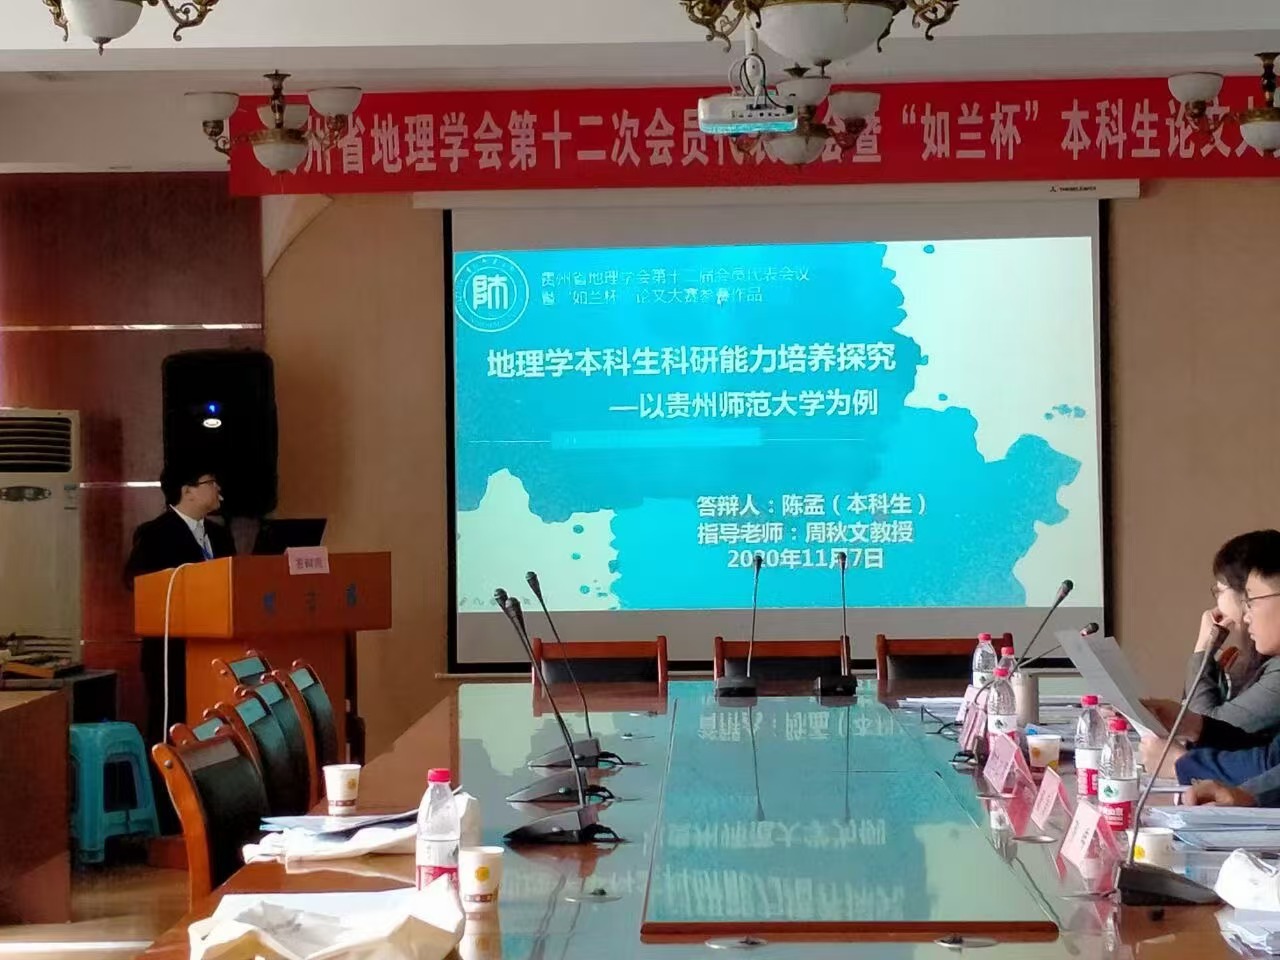 州省地理学会第十二次会员代表 会暨“如兰杯”本科生论文大
贵州省地理学会第十二届会员代表会议
暨“如兰杯”论文大赛参赛作品
师
地理学本科生科研能力培养探究
—以贵州师范大学为例
答辩人：陈孟（本科生）
指导老师：周秋文教授
2020年11月7日